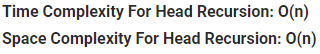 Time Complexity For Head Recursion: O(n)
Space Complexity For Head Recursion: O(n)